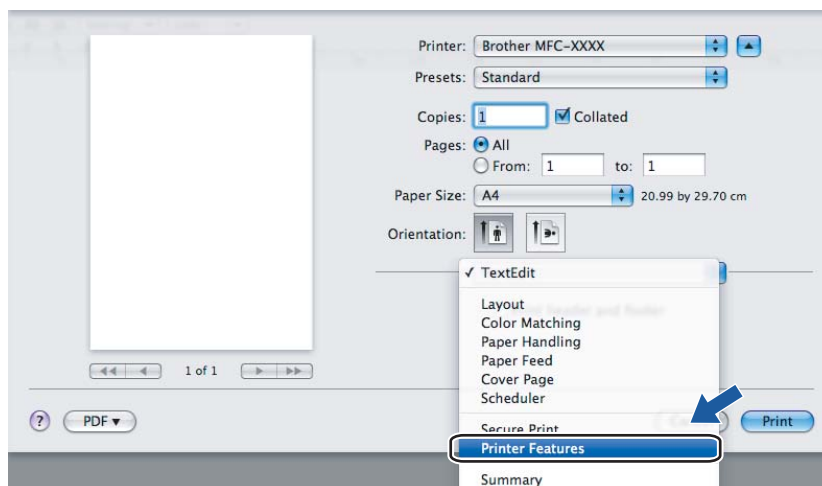 Printer: Brother MFC-XXXX
Presets: Standard
Copies: 1 Collated
Pages: All
From: 1 to: 1
Paper Size: A4 20.99 by 29.70 cm
Orientation:
✓ TextEdit
Layout
Color Matching
Paper Handling
Paper Feed
Cover Page
Scheduler
1 of 1
? PDF ▼
Print
Secure Print
Printer Features
Summary